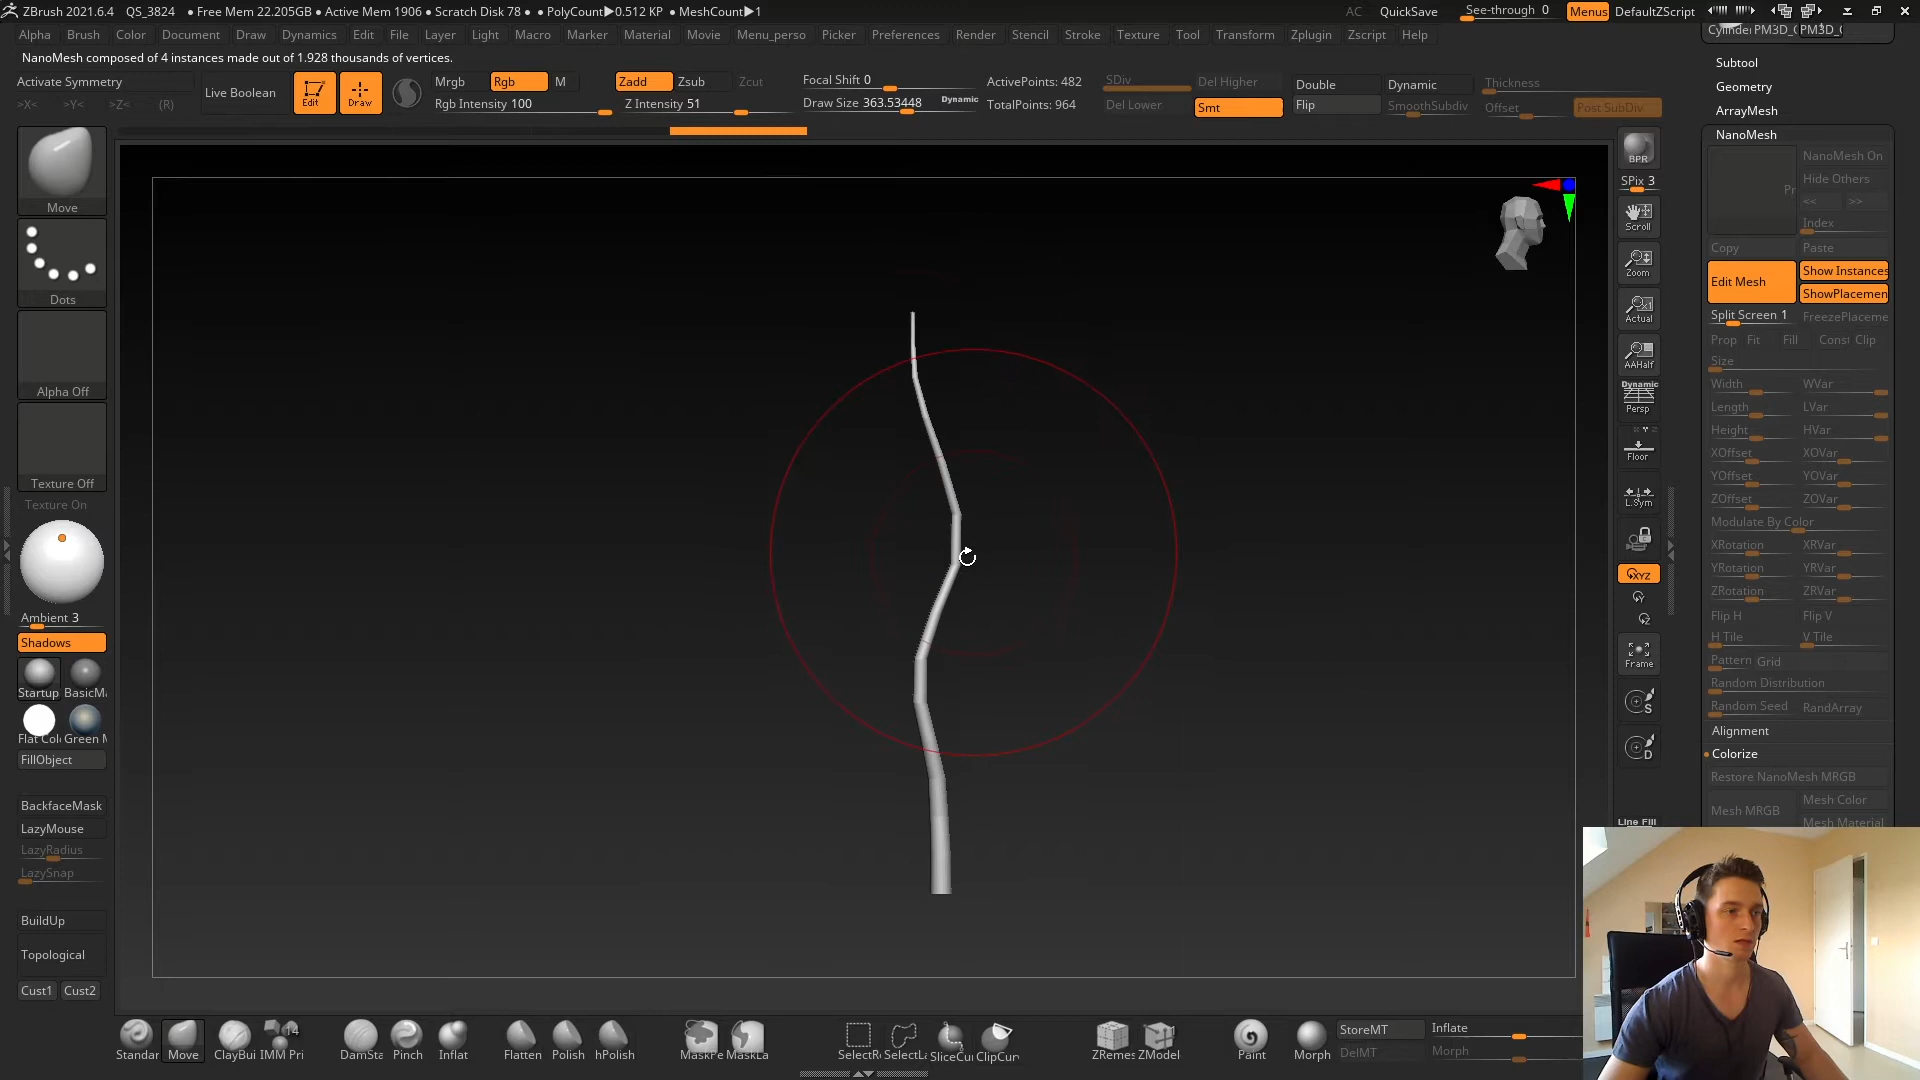 ZBrush 2021.6.4 QS_3824 ● Free Mem 22.205GB ● Active Mem 1906 ● Scratch Disk 78 ● ● PolyCount▶0.512 KP ● MeshCount▶1 AC QuickSave See-through 0 Menus DefaultZScript
Alpha Brush Color Document Draw Dynamics Edit File Layer Light Macro Marker Material Movie Menu_perso Picker Preferences Render Stencil Stroke Texture Tool Transform Zplugin Zscript Help
NanoMesh composed of 4 instances made out of 1.928 thousands of vertices.
Activate Symmetry
>X< >Y< >Z< (R)
Live Boolean
Edit
Draw
Mrgb Rgb M
Rgb Intensity 100
Zadd Zsub Zcut
Z Intensity 51
Focal Shift 0
Draw Size 363.53448 Dynamic
ActivePoints: 482
TotalPoints: 964
SDiv Del Higher
Del Lower Smt
Double
Flip
Dynamic
SmoothSubdiv
Thickness
Offset Post SubDiv
Move
Dots
Alpha Off
Texture Off
Texture On
Ambient 3
Shadows
Startup BasicMa
Flat Colo Green M
FillObject
BackfaceMask
LazyMouse
LazyRadius
LazySnap
BuildUp
Topological
Cust1 Cust2
BPR
SPix 3
Scroll
Zoom
Actual
AAHalf
Dynamic
Persp
Floor
L.Sym
XYZ
Frame
S
D
Line Fill
Cylinder PM3D_C PM3D_C
Subtool
Geometry
ArrayMesh
NanoMesh
NanoMesh On
Hide Others
<< >>
Index
Copy Paste
Edit Mesh
Show Instances
ShowPlacemen
Split Screen 1 FreezePlaceme
Prop Fit Fill Const Clip
Size
Width WVar
Length LVar
Height HVar
XOffset XOVar
YOffset YOVar
ZOffset ZOVar
Modulate By Color
XRotation XRVar
YRotation YRVar
ZRotation ZRVar
Flip H Flip V
H Tile V Tile
Pattern Grid
Random Distribution
Random Seed RandArray
Alignment
Colorize
Restore NanoMesh MRGB
Mesh MRGB
Mesh Color
Mesh Material
Standar Move ClayBui IMM Pri 14 DamSta Pinch Inflat Flatten Polish hPolish MaskPe MaskLa SelectRe SelectLa SliceCur ClipCurv ZRemes ZModel Paint Morph
StoreMT Inflate
DelMT Morph